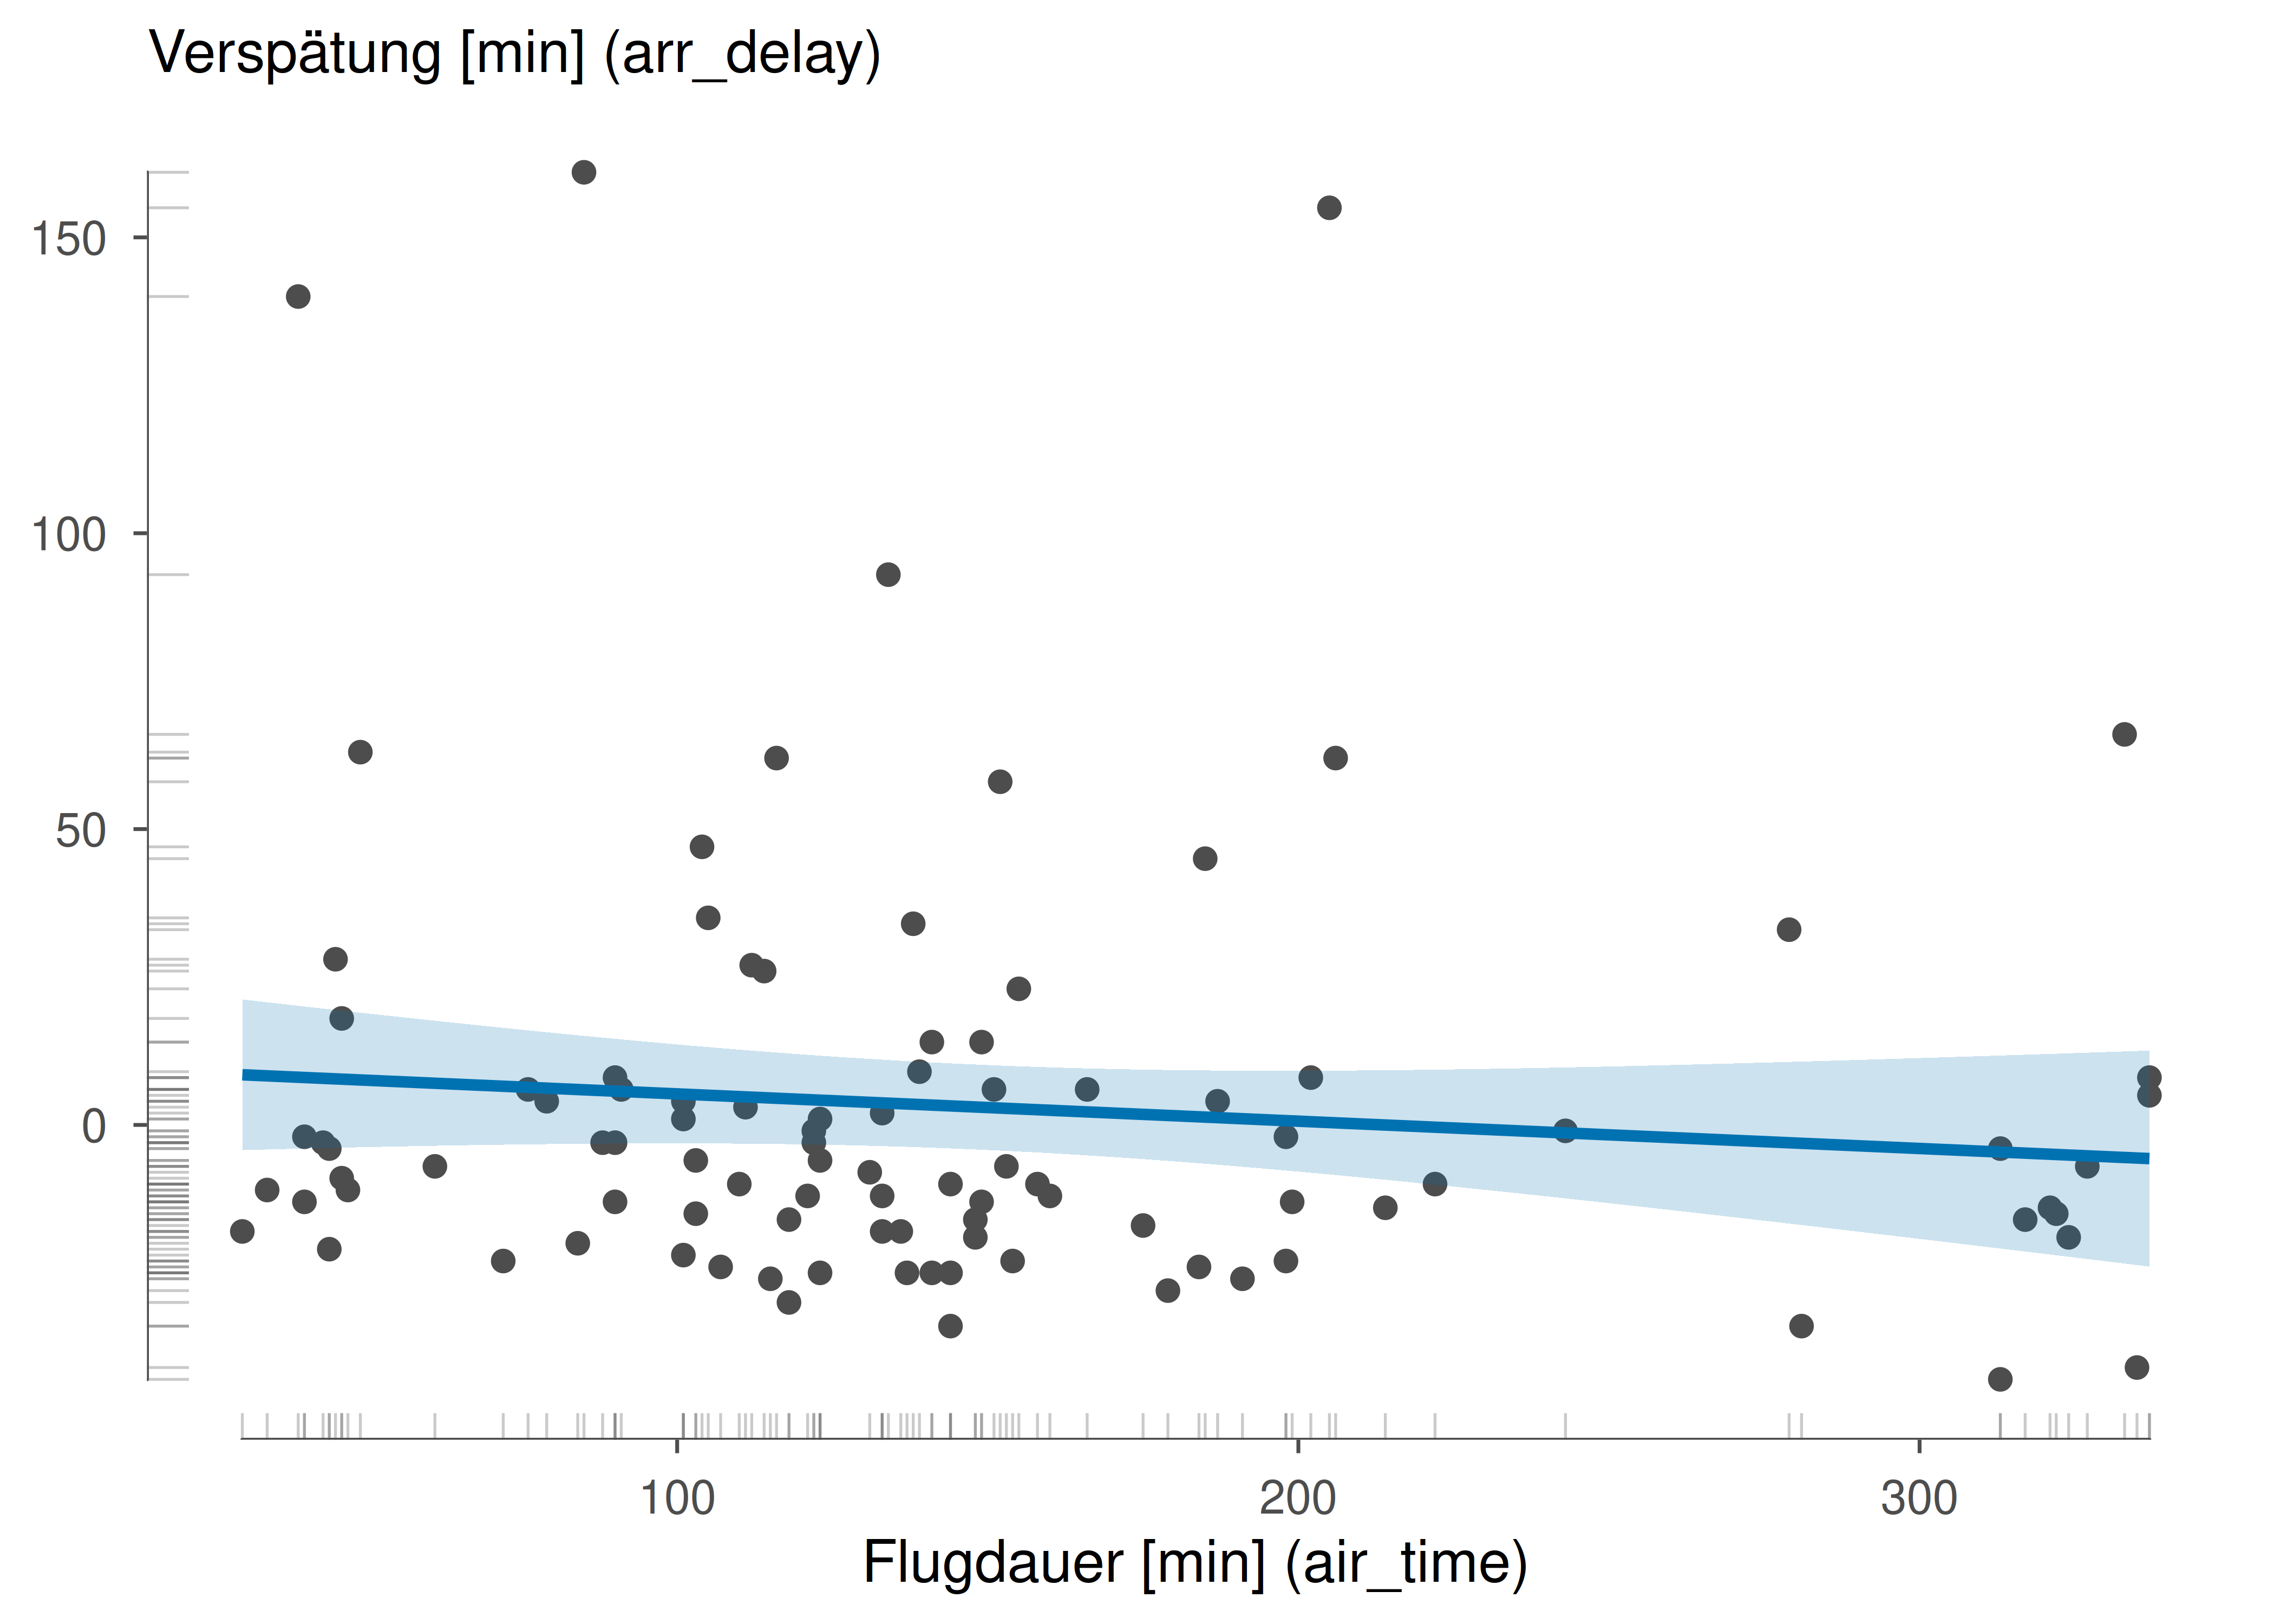 Verspätung [min] (arr_delay)
150
100
50
0
100 200 300
Flugdauer [min] (air_time)